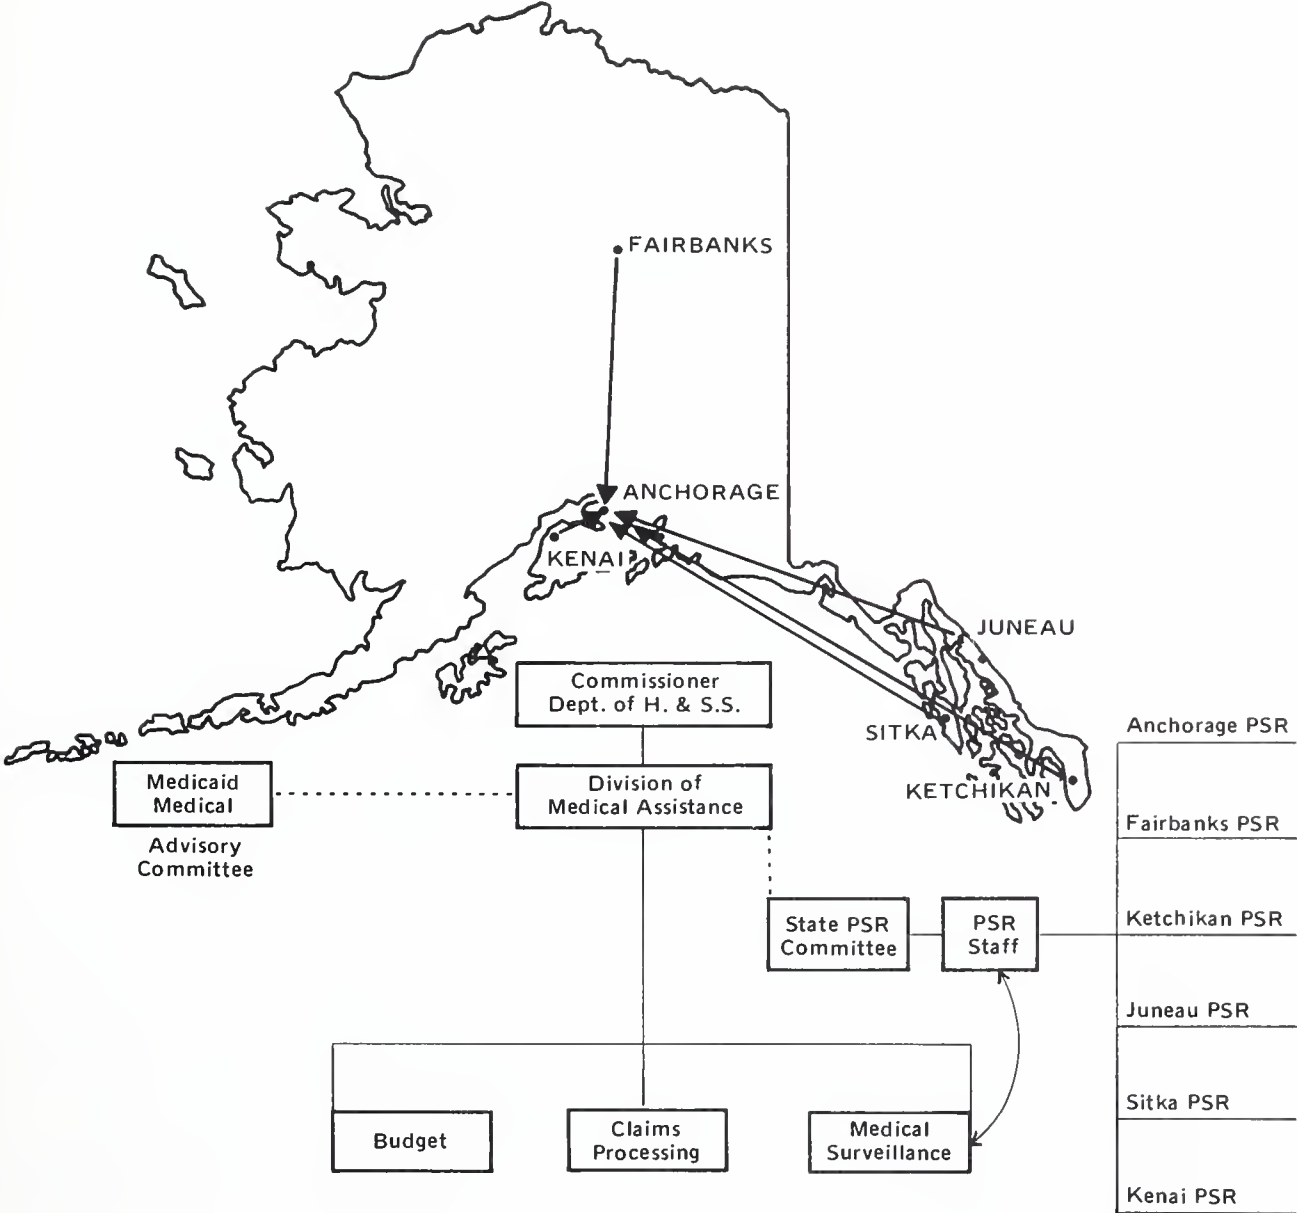 FAIRBANKS
ANCHORAGE
KENAI
JUNEAU
SITKA
KETCHIKAN
Commissioner
Dept. of H. & S.S.
Division of
Medical Assistance
Medicaid
Medical
Advisory
Committee
State PSR
Committee
PSR
Staff
Anchorage PSR
Fairbanks PSR
Ketchikan PSR
Juneau PSR
Sitka PSR
Kenai PSR
Budget
Claims
Processing
Medical
Surveillance